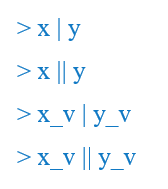 > x | y
> x || y
> x_v | y_v
> x_v || y_v